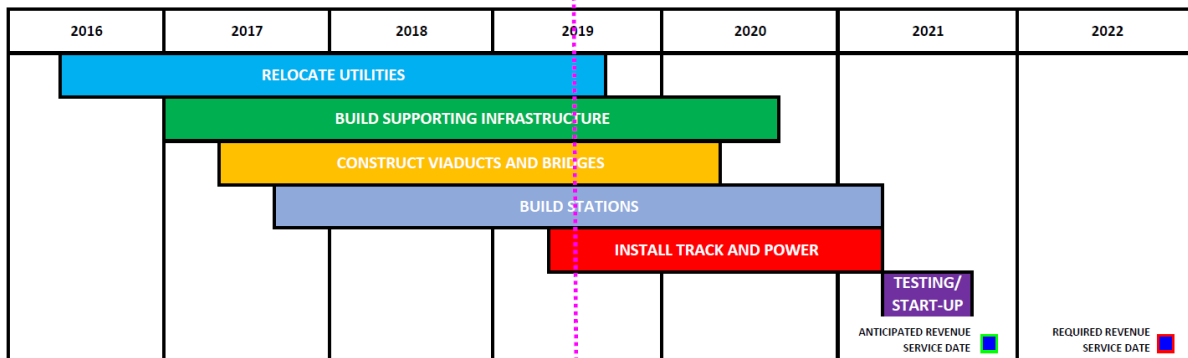 2016 2017 2018 2019 2020 2021 2022
RELOCATE UTILITIES
BUILD SUPPORTING INFRASTRUCTURE
CONSTRUCT VIADUCTS AND BRIDGES
BUILD STATIONS
INSTALL TRACK AND POWER
TESTING/
START-UP
ANTICIPATED REVENUE
SERVICE DATE
REQUIRED REVENUE
SERVICE DATE